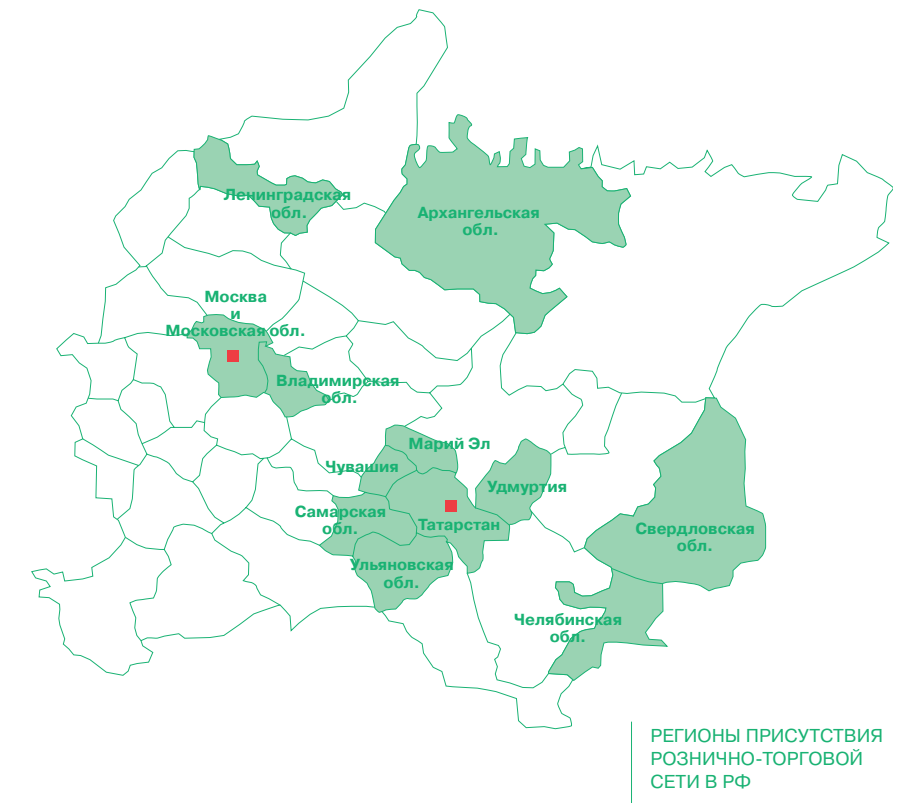 Ленинградская
обл.
Архангельская
обл.
Москва
и
Московская обл.
Владимирская
обл.
Марий Эл
Чувашия
Удмуртия
Самарская
обл.
Татарстан
Свердловская
обл.
Ульяновская
обл.
Челябинская
обл.
РЕГИОНЫ ПРИСУТСТВИЯ
РОЗНИЧНО-ТОРГОВОЙ
СЕТИ В РФ